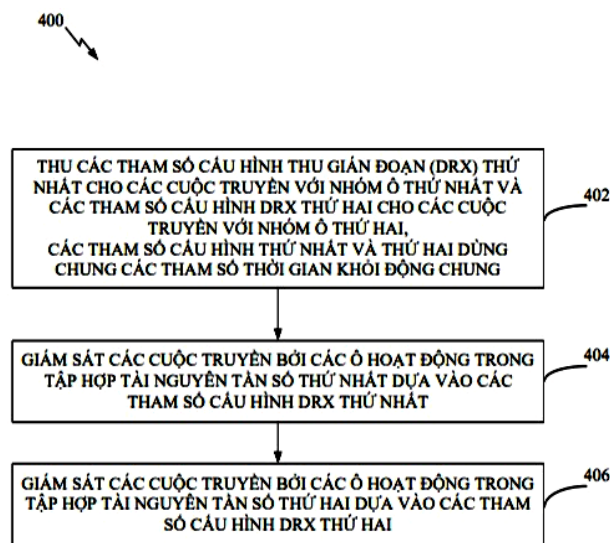 400
THU CÁC THAM SỐ CẤU HÌNH THU GIÁN ĐOẠN (DRX) THỨ
NHẤT CHO CÁC CUỘC TRUYỀN VỚI NHÓM Ô THỨ NHẤT VÀ
CÁC THAM SỐ CẤU HÌNH DRX THỨ HAI CHO CÁC CUỘC
TRUYỀN VỚI NHÓM Ô THỨ HAI,
CÁC THAM SỐ CẤU HÌNH THỨ NHẤT VÀ THỨ HAI DÙNG
CHUNG CÁC THAM SỐ THỜI GIAN KHỞI ĐỘNG CHUNG
402
GIÁM SÁT CÁC CUỘC TRUYỀN BỞI CÁC Ô HOẠT ĐỘNG TRONG
TẬP HỢP TÀI NGUYÊN TẦN SỐ THỨ NHẤT DỰA VÀO CÁC
THAM SỐ CẤU HÌNH DRX THỨ NHẤT
404
GIÁM SÁT CÁC CUỘC TRUYỀN BỞI CÁC Ô HOẠT ĐỘNG TRONG
TẬP HỢP TÀI NGUYÊN TẦN SỐ THỨ HAI DỰA VÀO CÁC THAM
SỐ CẤU HÌNH DRX THỨ HAI
406